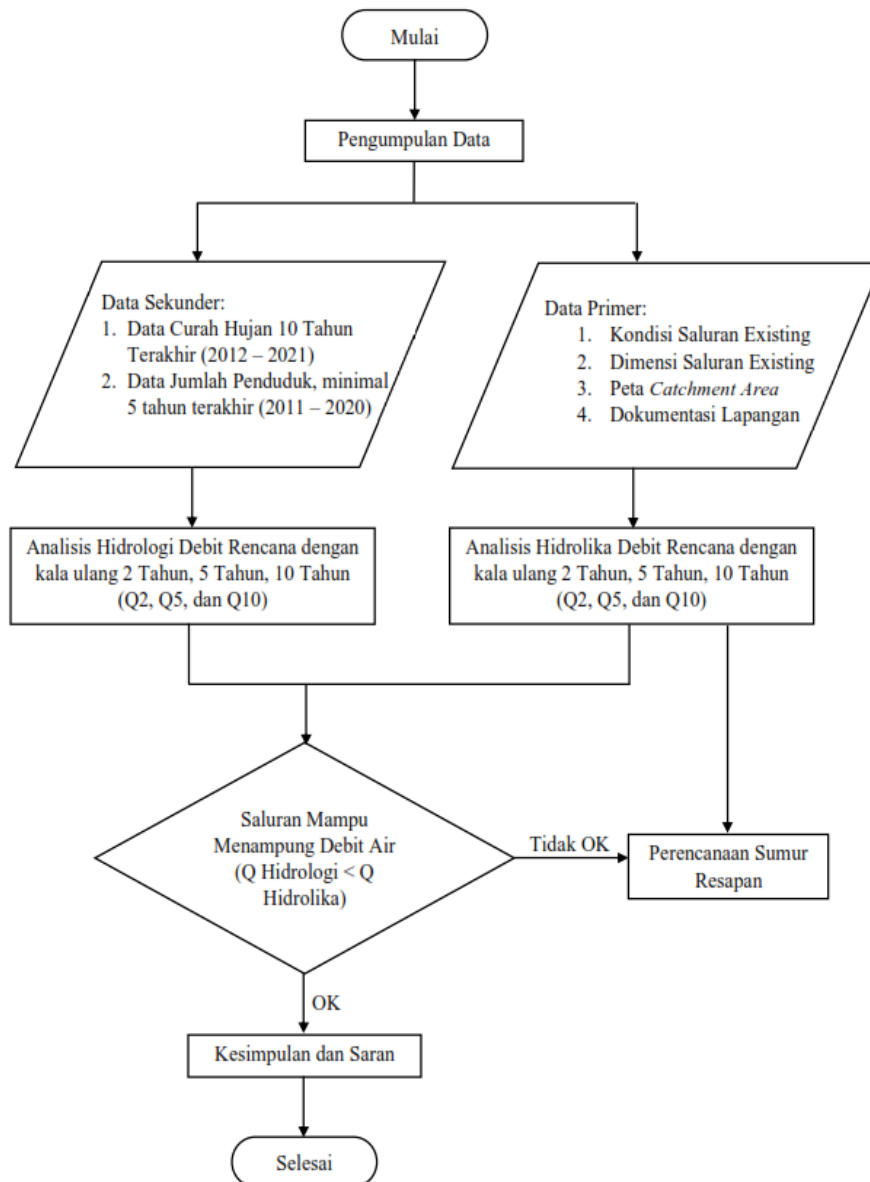 Mulai
Pengumpulan Data
Data Sekunder:
1. Data Curah Hujan 10 Tahun
Terakhir (2012 – 2021)
2. Data Jumlah Penduduk, minimal
5 tahun terakhir (2011 – 2020)
Data Primer:
1. Kondisi Saluran Existing
2. Dimensi Saluran Existing
3. Peta Catchment Area
4. Dokumentasi Lapangan
Analisis Hidrologi Debit Rencana dengan
kala ulang 2 Tahun, 5 Tahun, 10 Tahun
(Q2, Q5, dan Q10)
Analisis Hidrolika Debit Rencana dengan
kala ulang 2 Tahun, 5 Tahun, 10 Tahun
(Q2, Q5, dan Q10)
Saluran Mampu
Menampung Debit Air
(Q Hidrologi < Q
Hidrolika)
Tidak OK
Perencanaan Sumur
Resapan
OK
Kesimpulan dan Saran
Selesai